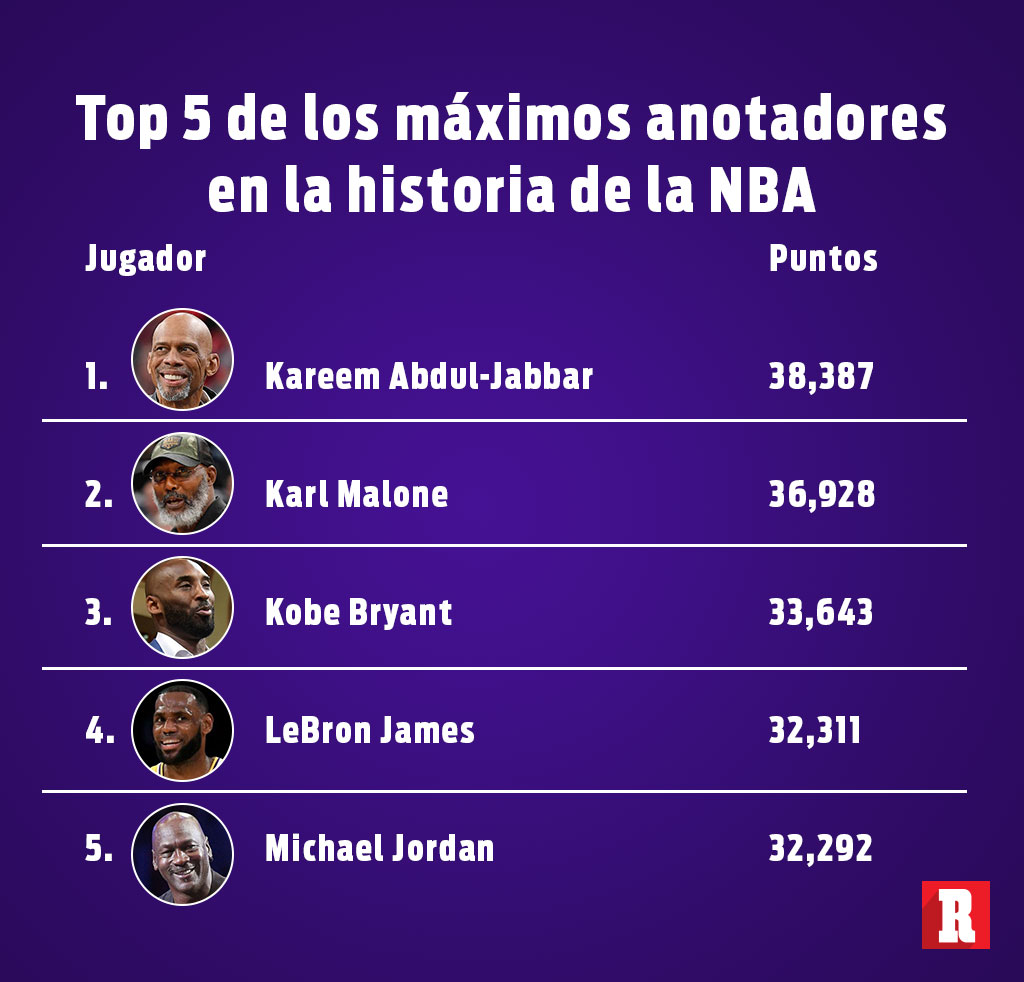 Top 5 de los máximos anotadores
en la historia de la NBA
Jugador Puntos
1. Kareem Abdul-Jabbar 38,387
2. Karl Malone 36,928
3. Kobe Bryant 33,643
4. LeBron James 32,311
5. Michael Jordan 32,292
R